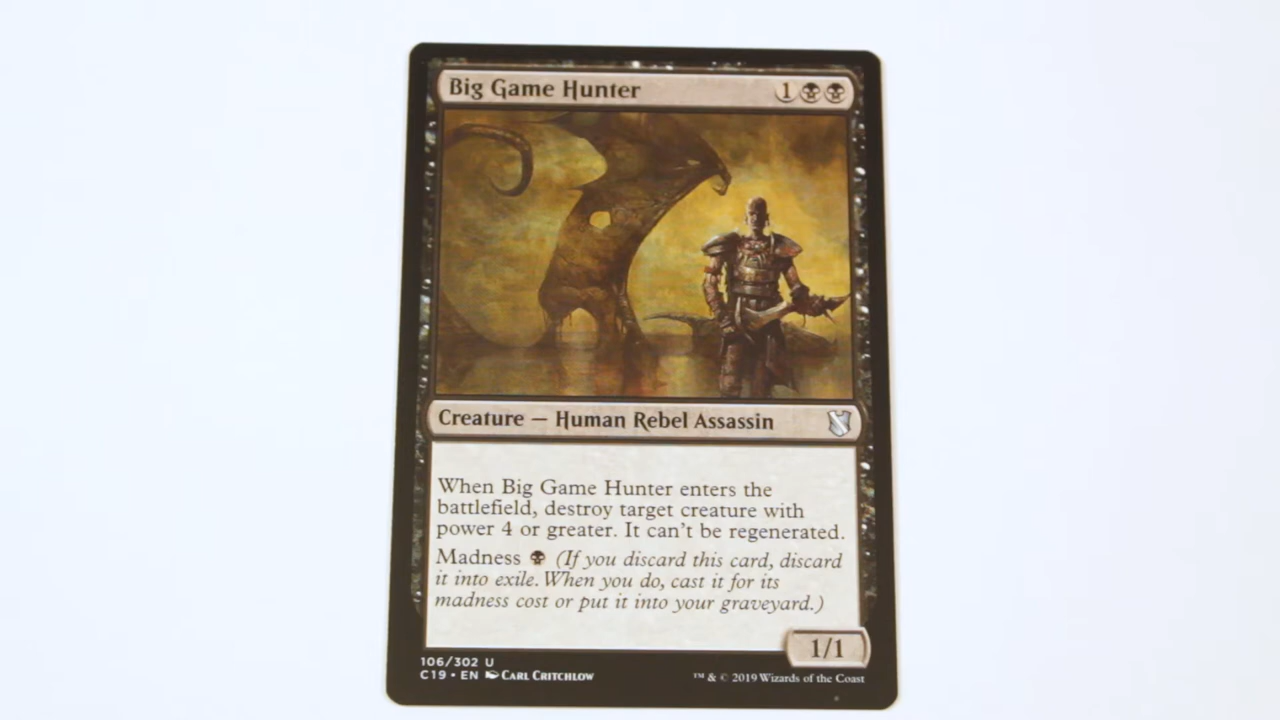 Big Game Hunter 1
Creature — Human Rebel Assassin
When Big Game Hunter enters the
battlefield, destroy target creature with
power 4 or greater. It can't be regenerated.
Madness (If you discard this card, discard
it into exile. When you do, cast it for its
madness cost or put it into your graveyard.)
1/1
106/302 U
C19 • EN CARL CRITCHLOW
™ & © 2019 Wizards of the Coast